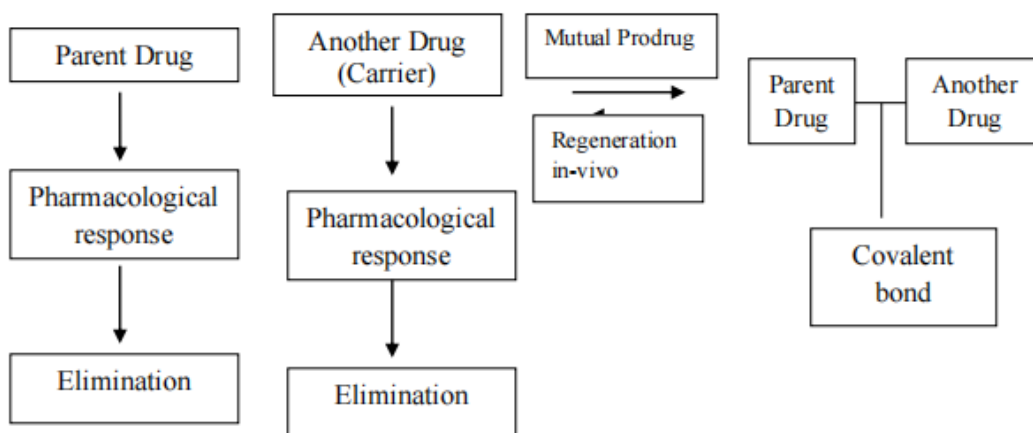 Parent Drug
Pharmacological
response
Elimination
Another Drug
(Carrier)
Pharmacological
response
Elimination
Mutual Prodrug
Regeneration
in-vivo
Parent
Drug
Another
Drug
Covalent
bond